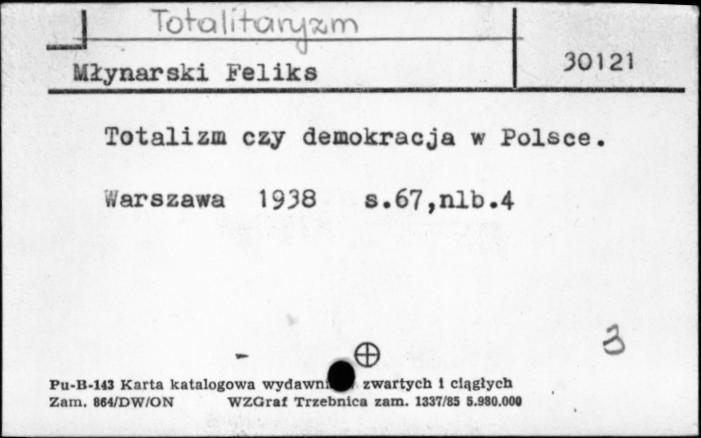 Totalitaryzm
Młynarski Feliks
30121
Totalizm czy demokracja w Polsce.
Warszawa 1938 s.67,nlb.4
3
Pu-B-143 Karta katalogowa zwartych i ciągłych
Zam. 864/DW/ON WZGraf Trzebnica zam. 1337/85 5.980.000